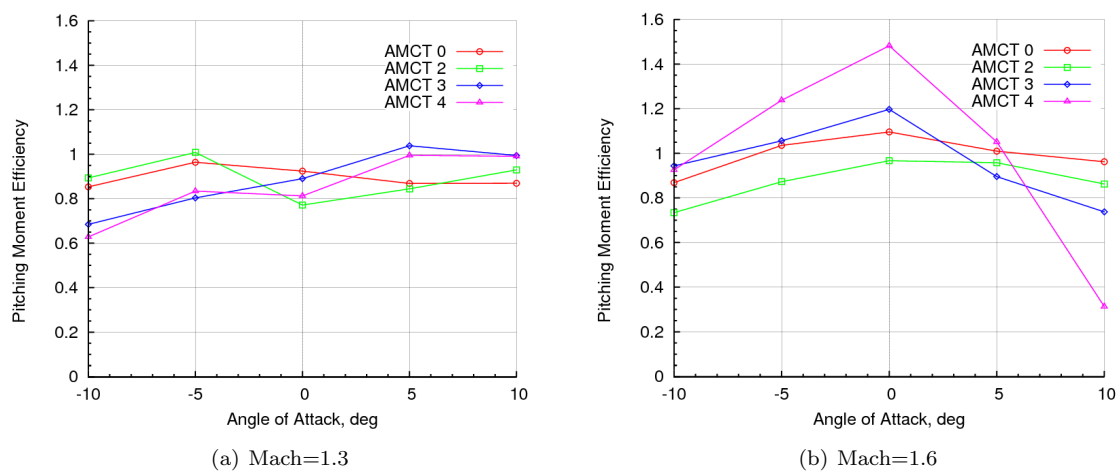 1.6
1.4
1.2
1
0.8
0.6
0.4
0.2
0
Pitching Moment Efficiency
AMCT 0
AMCT 2
AMCT 3
AMCT 4
-10 -5 0 5 10
Angle of Attack, deg
(a) Mach=1.3
1.6
1.4
1.2
1
0.8
0.6
0.4
0.2
0
Pitching Moment Efficiency
AMCT 0
AMCT 2
AMCT 3
AMCT 4
-10 -5 0 5 10
Angle of Attack, deg
(b) Mach=1.6